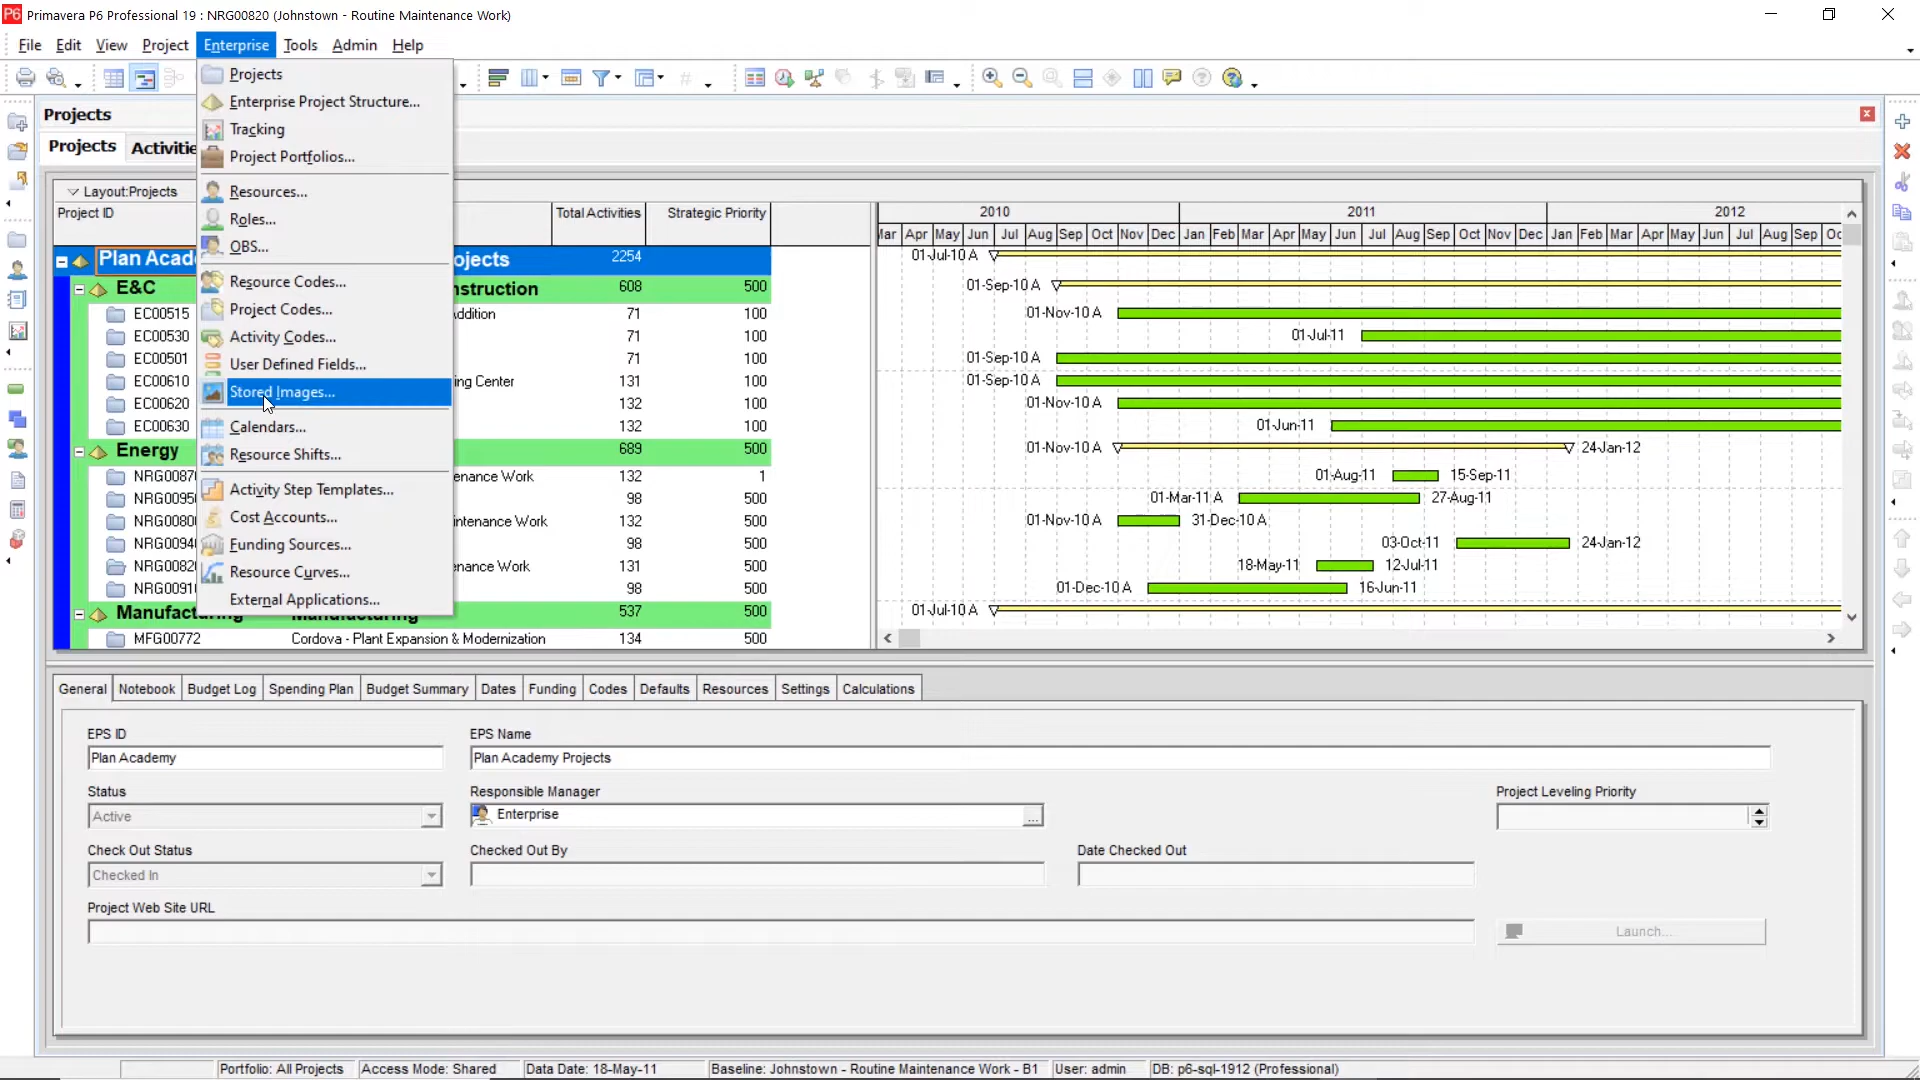 P6 Primavera P6 Professional 19 : NRG00820 (Johnstown - Routine Maintenance Work)
File Edit View Project Enterprise Tools Admin Help
Projects
Enterprise Project Structure...
Tracking
Project Portfolios...
Resources...
Roles...
OBS...
Resource Codes...
Project Codes...
Activity Codes...
User Defined Fields...
Stored Images...
Calendars...
Resource Shifts...
Activity Step Templates...
Cost Accounts...
Funding Sources...
Resource Curves...
External Applications...
Projects
Projects Activitie
Layout:Projects
Project ID Total Activities Strategic Priority
Plan Acad ojects 2254
E&C nstruction 608 500
EC00515 Addition 71 100
EC00530 71 100
EC00501 71 100
EC00610 ing Center 131 100
EC00620 132 100
EC00630 132 100
Energy 689 500
NRG00870 enance Work 132 1
NRG00950 98 500
NRG00800 intenance Work 132 500
NRG00940 98 500
NRG00820 enance Work 131 500
NRG00910 98 500
Manufacturing Manufacturing 537 500
MFG00772 Cordova - Plant Expansion & Modernization 134 500
2010 2011 2012
Mar Apr May Jun Jul Aug Sep Oct Nov Dec Jan Feb Mar Apr May Jun Jul Aug Sep Oct Nov Dec Jan Feb Mar Apr May Jun Jul Aug Sep Oc
01-Jul-10 A
01-Sep-10 A
01-Nov-10 A
01-Jul-11
01-Sep-10 A
01-Sep-10 A
01-Nov-10 A
01-Jun-11
01-Nov-10 A 24-Jan-12
01-Aug-11 15-Sep-11
01-Mar-11 A 27-Aug-11
01-Nov-10 A 31-Dec-10 A
03-Oct-11 24-Jan-12
18-May-11 12-Jul-11
01-Dec-10 A 16-Jun-11
01-Jul-10 A
General Notebook Budget Log Spending Plan Budget Summary Dates Funding Codes Defaults Resources Settings Calculations
EPS ID EPS Name
Plan Academy Plan Academy Projects
Status Responsible Manager Project Leveling Priority
Active Enterprise ...
Check Out Status Checked Out By Date Checked Out
Checked In
Project Web Site URL
Launch...
Portfolio: All Projects Access Mode: Shared Data Date: 18-May-11 Baseline: Johnstown - Routine Maintenance Work - B1 User: admin DB: p6-sql-1912 (Professional)